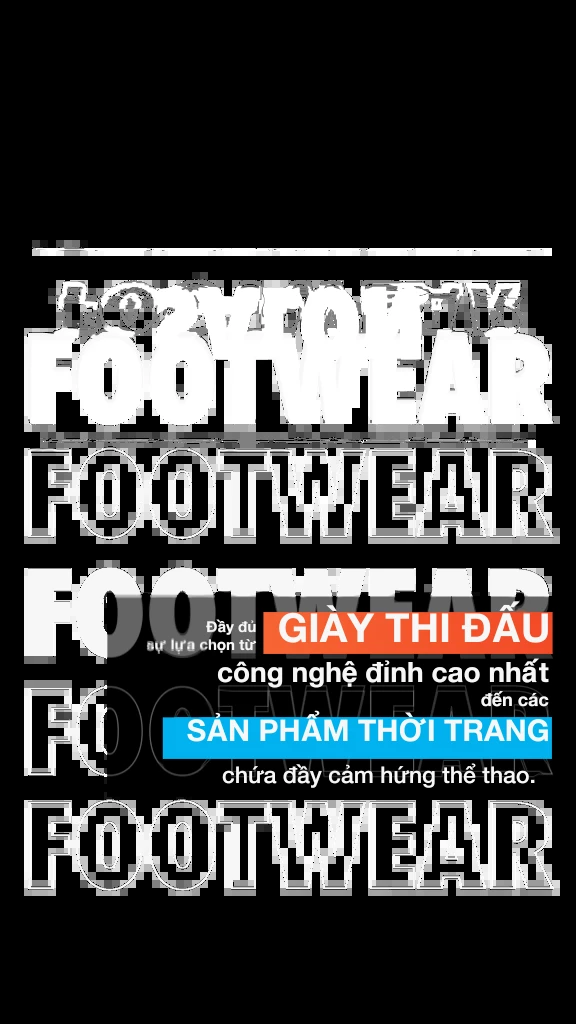 FOOTWEAR
FOOTWEAR
FOOTWEAR
Đầy đủ
sự lựa chọn từ
GIÀY THI ĐẤU
công nghệ đỉnh cao nhất
đến các
SẢN PHẨM THỜI TRANG
chứa đầy cảm hứng thể thao.
FOOTWEAR